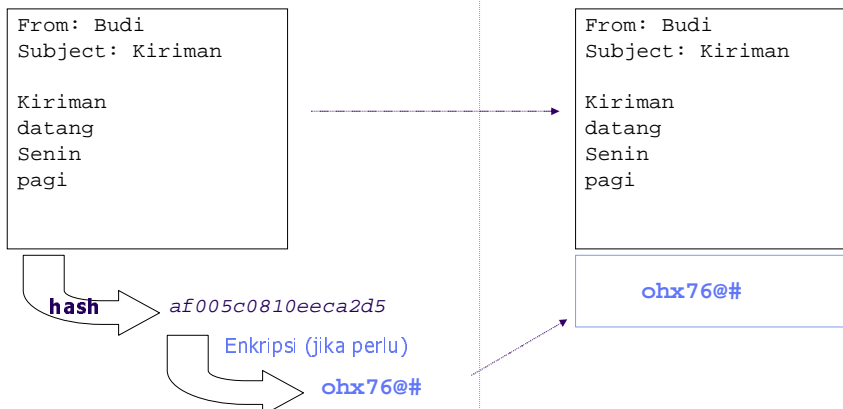 From: Budi
Subject: Kiriman
Kiriman
datang
Senin
pagi
From: Budi
Subject: Kiriman
Kiriman
datang
Senin
pagi
hash
af005c0810eeca2d5
Enkripsi (jika perlu)
ohx76@#
ohx76@#